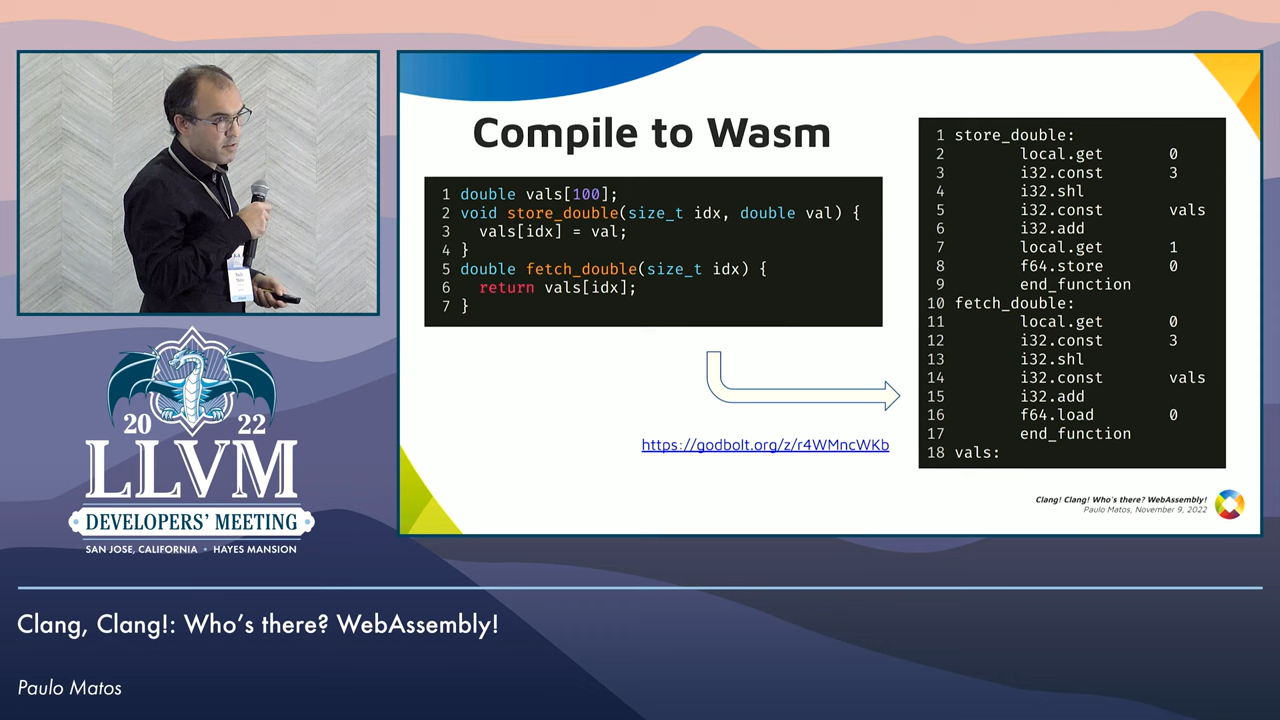 Compile to Wasm
1 double vals[100];
2 void store_double(size_t idx, double val) {
3   vals[idx] = val;
4 }
5 double fetch_double(size_t idx) {
6   return vals[idx];
7 }
https://godbolt.org/z/r4WMncWKb
1 store_double:
2         local.get       0
3         i32.const       3
4         i32.shl
5         i32.const       vals
6         i32.add
7         local.get       1
8         f64.store       0
9         end_function
10 fetch_double:
11         local.get       0
12         i32.const       3
13         i32.shl
14         i32.const       vals
15         i32.add
16         f64.load        0
17         end_function
18 vals:
Clang! Clang! Who's there? WebAssembly!
Paulo Matos, November 9, 2022
20 22
LLVM
DEVELOPERS' MEETING
SAN JOSE, CALIFORNIA • HAYES MANSION
Clang, Clang!: Who's there? WebAssembly!
Paulo Matos